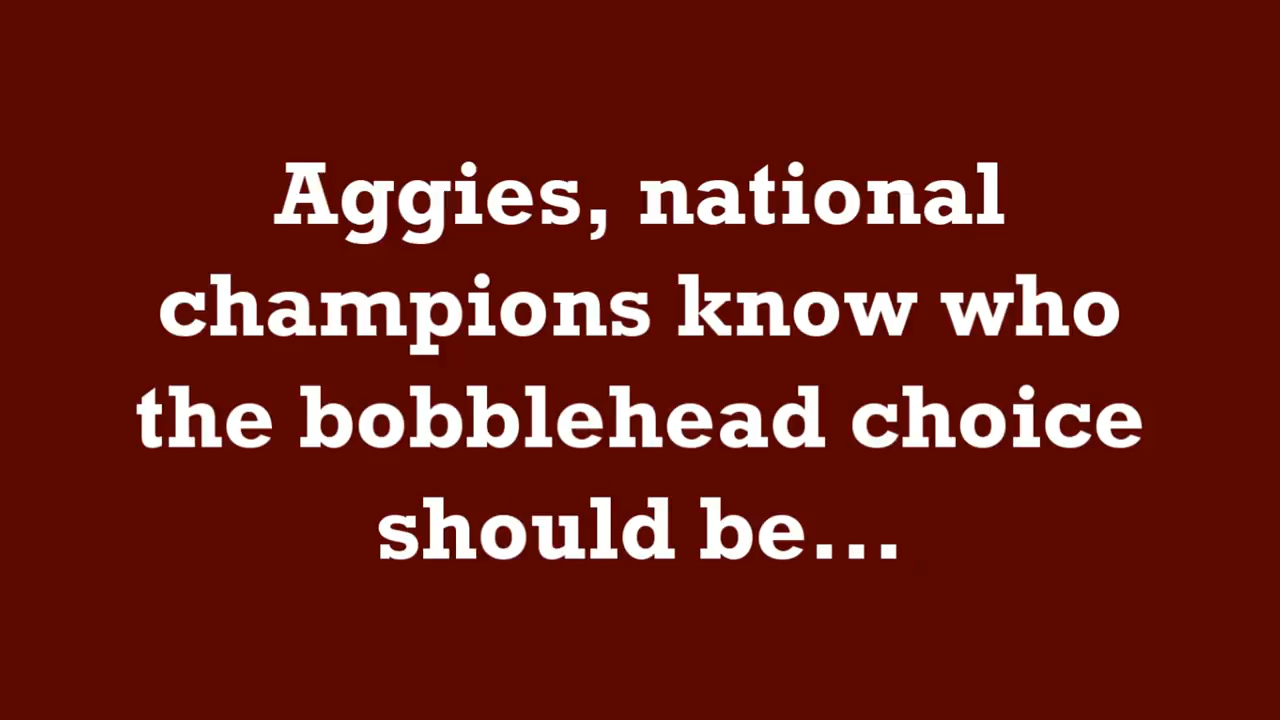 Aggies, national
champions know who
the bobblehead choice
should be...